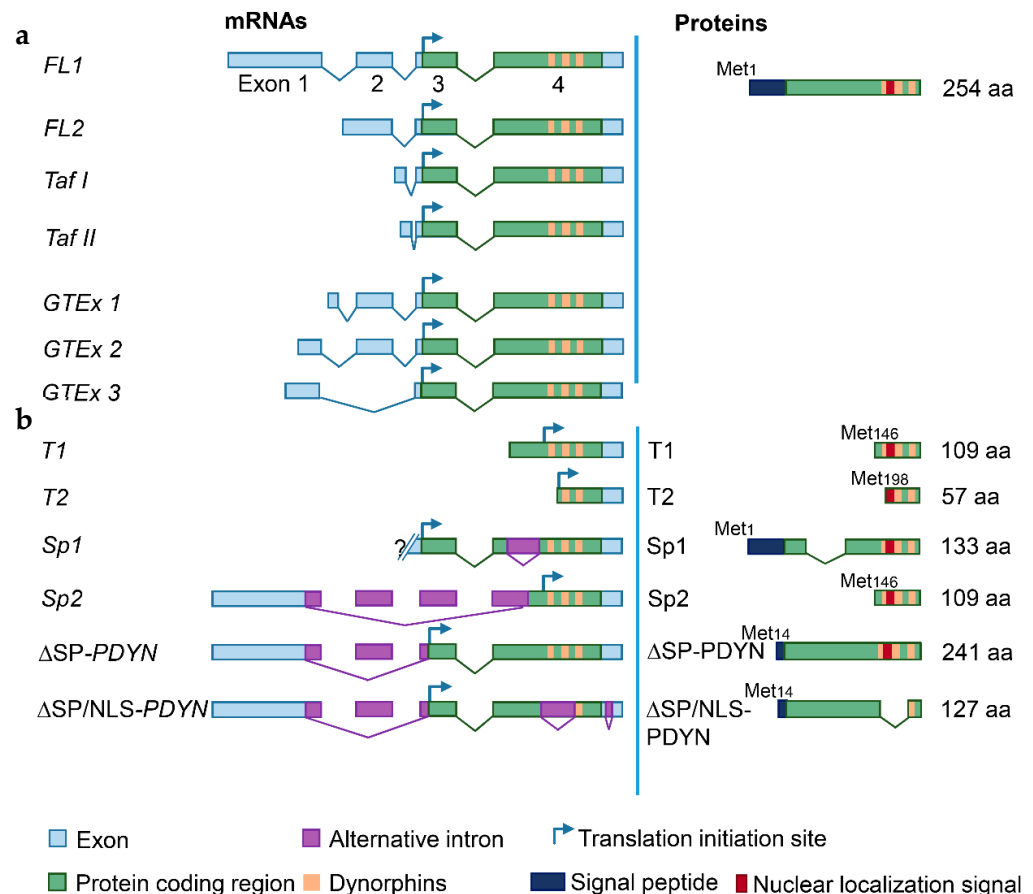 mRNAs
Proteins
a
FL1
Exon 1 2 3 4
Met1
254 aa
FL2
Taf I
Taf II
GTEx 1
GTEx 2
GTEx 3
b
T1
T1
Met146
109 aa
T2
T2
Met198
57 aa
Sp1
?
Sp1
Met1
133 aa
Sp2
Sp2
Met146
109 aa
ΔSP-PDYN
ΔSP-PDYN
Met14
241 aa
ΔSP/NLS-PDYN
ΔSP/NLS-
PDYN
Met14
127 aa
Exon
Alternative intron
Translation initiation site
Protein coding region
Dynorphins
Signal peptide
Nuclear localization signal